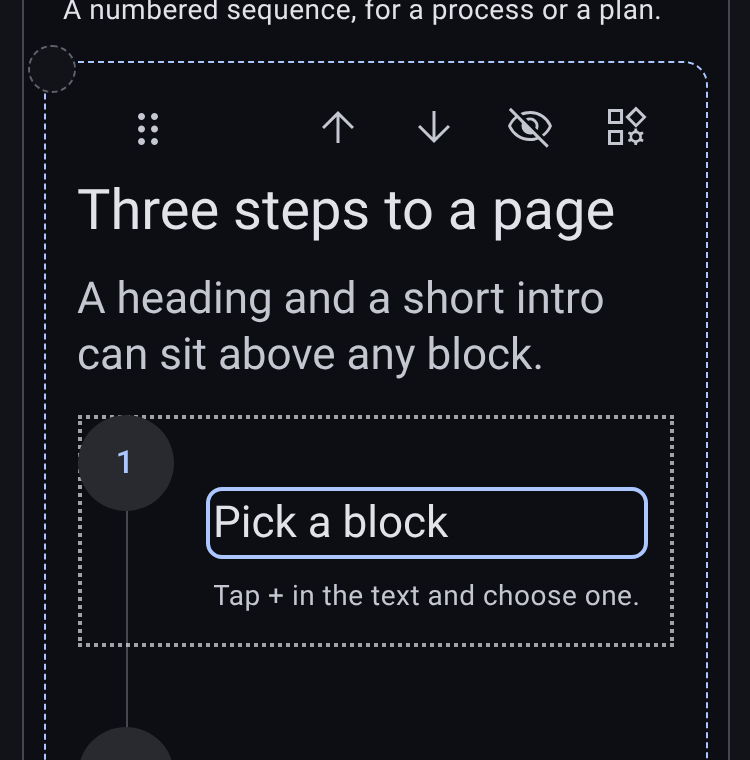 A numbered sequence, for a process or a plan.
Three steps to a page
A heading and a short intro
can sit above any block.
1
Pick a block
Tap + in the text and choose one.